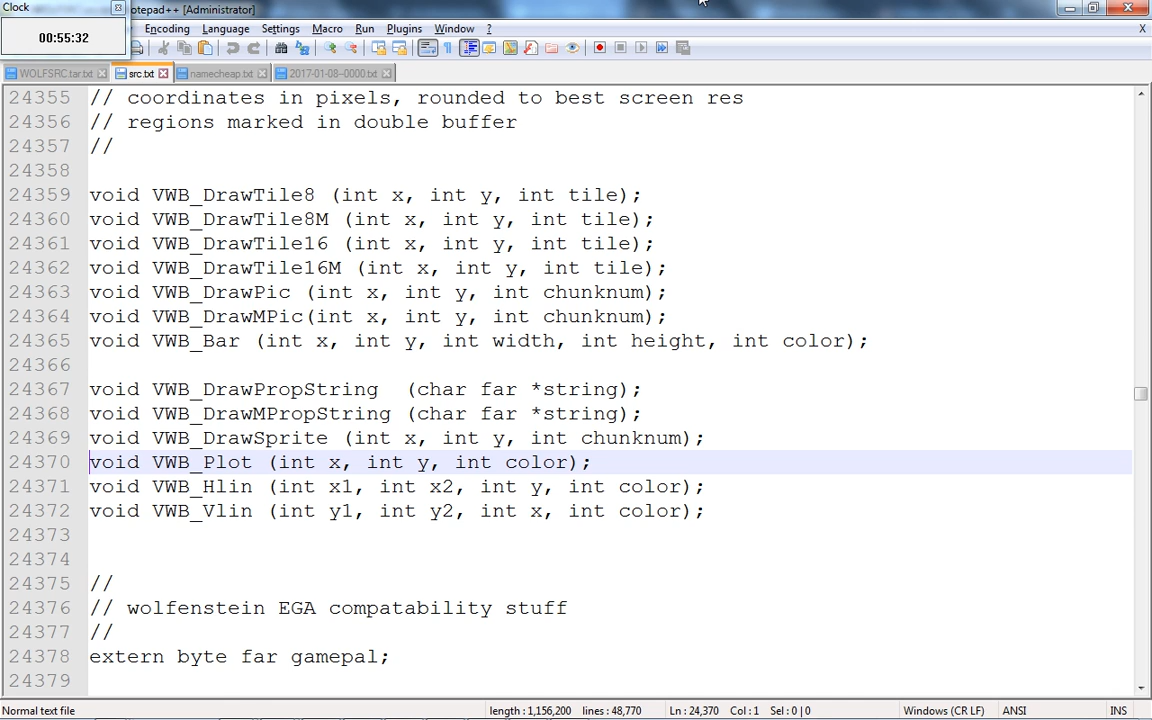 Clock
otepad++ [Administrator]
00:55:32
Encoding Language Settings Macro Run Plugins Window ?
X
WOLFSRC.tar.txt src.txt namecheap.txt 2017-01-08--0000.txt
24355 // coordinates in pixels, rounded to best screen res
24356 // regions marked in double buffer
24357 //
24358
24359 void VWB_DrawTile8 (int x, int y, int tile);
24360 void VWB_DrawTile8M (int x, int y, int tile);
24361 void VWB_DrawTile16 (int x, int y, int tile);
24362 void VWB_DrawTile16M (int x, int y, int tile);
24363 void VWB_DrawPic (int x, int y, int chunknum);
24364 void VWB_DrawMPic(int x, int y, int chunknum);
24365 void VWB_Bar (int x, int y, int width, int height, int color);
24366
24367 void VWB_DrawPropString  (char far *string);
24368 void VWB_DrawMPropString (char far *string);
24369 void VWB_DrawSprite (int x, int y, int chunknum);
24370 void VWB_Plot (int x, int y, int color);
24371 void VWB_Hlin (int x1, int x2, int y, int color);
24372 void VWB_Vlin (int y1, int y2, int x, int color);
24373
24374
24375 //
24376 // wolfenstein EGA compatability stuff
24377 //
24378 extern byte far gamepal;
24379
Normal text file length : 1,156,200 lines : 48,770 Ln : 24,370 Col : 1 Sel : 0 | 0 Windows (CR LF) ANSI INS